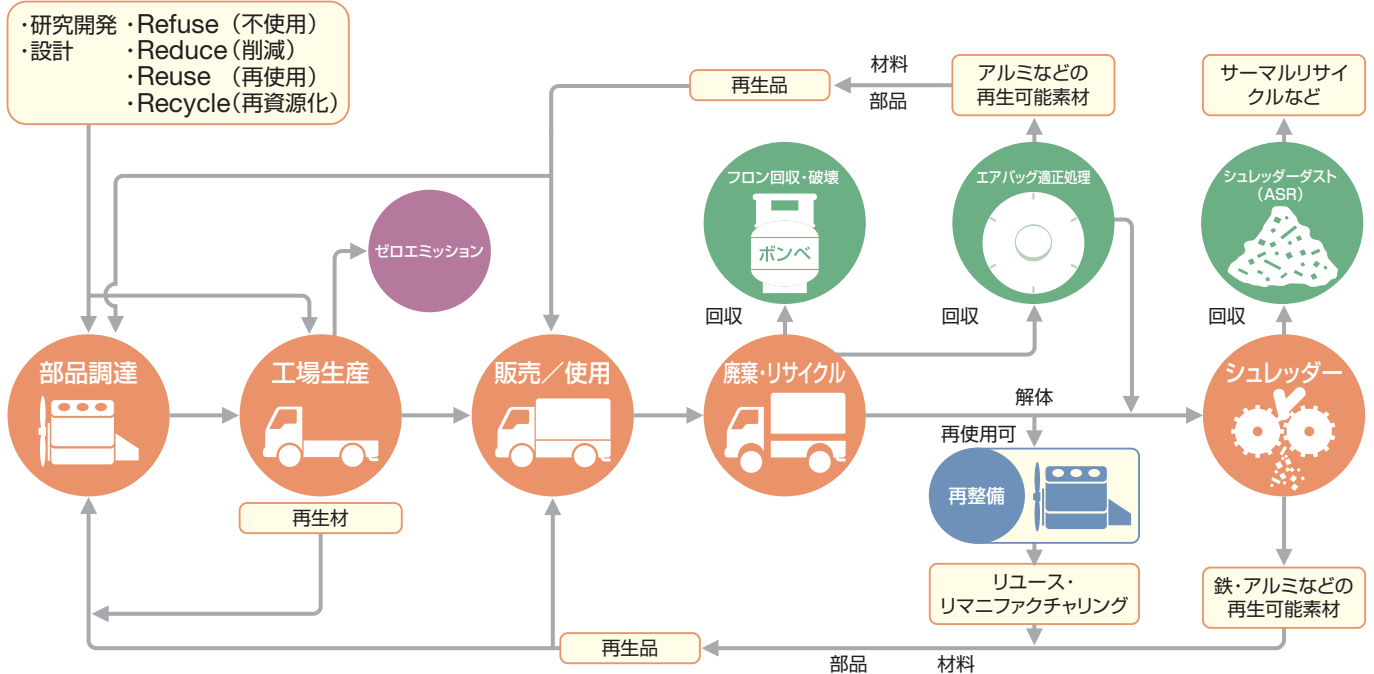 ・研究開発 ・Refuse（不使用）
・設計 ・Reduce（削減）
・Reuse（再使用）
・Recycle（再資源化）
再生品
材料
部品
アルミなどの
再生可能素材
サーマルリサイ
クルなど
フロン回収・破壊
ボンベ
エアバッグ適正処理
シュレッダーダスト
（ASR）
ゼロエミッション
回収
回収
回収
部品調達
工場生産
販売／使用
廃棄・リサイクル
解体
シュレッダー
再使用可
再整備
再生材
リユース・
リマニファクチャリング
鉄・アルミなどの
再生可能素材
再生品
部品
材料